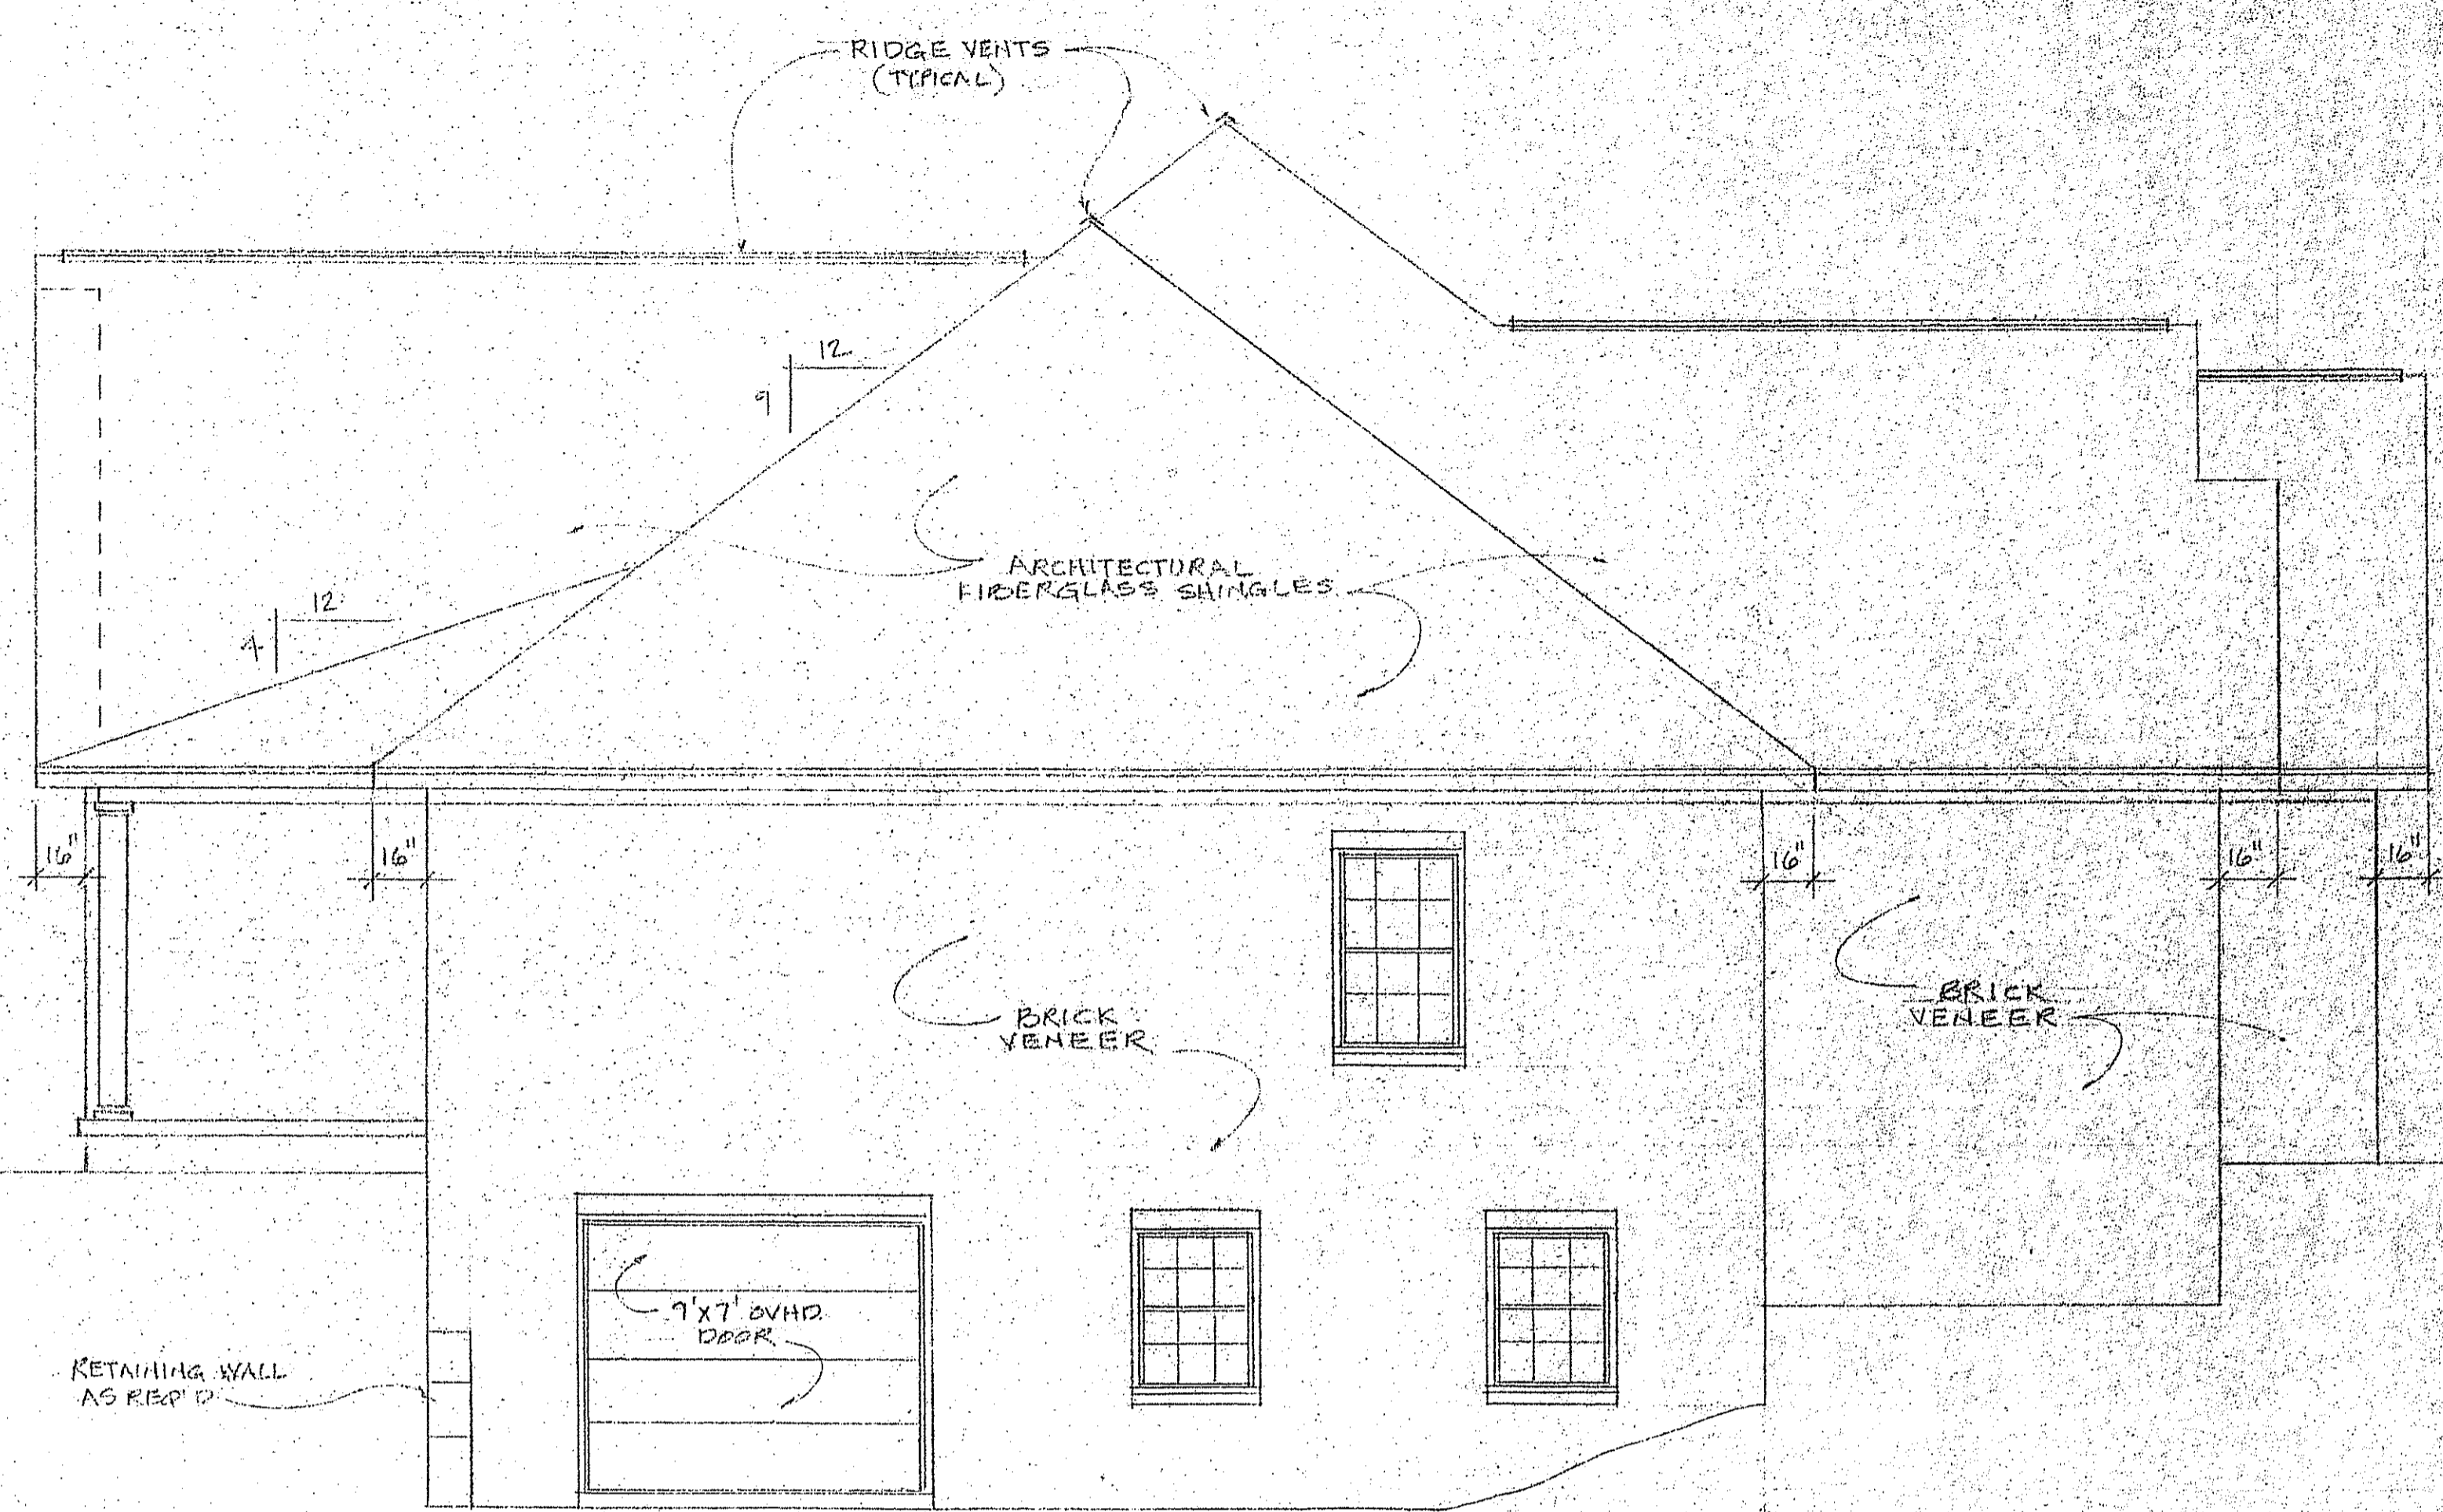 RIDGE VENTS
(TYPICAL)
12
9
ARCHITECTURAL
FIBERGLASS SHINGLES
12
4
16"
16"
16"
16"
16"
BRICK
VENEER
BRICK
VENEER
9'X7' OVHD.
DOOR
RETAINING WALL
AS REQ'D